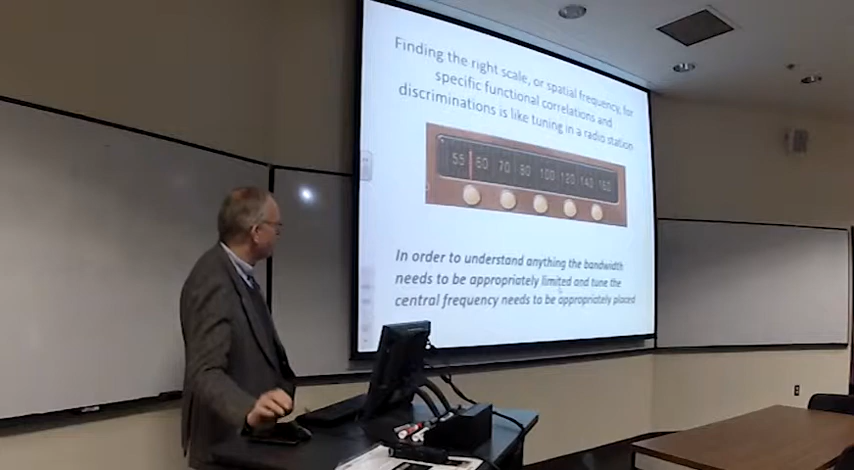 Finding the right scale, or spatial frequency, for
specific functional correlations and
discriminations is like tuning in a radio station
55 60 70 80 100 120 140 160
In order to understand anything the bandwidth
needs to be appropriately limited and tune the
central frequency needs to be appropriately placed